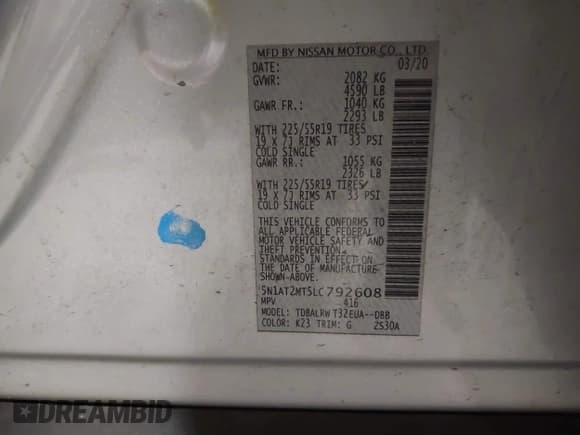 MFD BY NISSAN MOTOR CO., LTD.
DATE: 03/20
GVWR: 2082 KG
4590 LB
GAWR FR.: 1040 KG
2293 LB
WITH 225/55R19 TIRES
19 X 7J RIMS AT 33 PSI
COLD SINGLE
GAWR RR.: 1055 KG
2326 LB
WITH 225/55R19 TIRES
19 X 7J RIMS AT 33 PSI
COLD SINGLE
THIS VEHICLE CONFORMS TO
ALL APPLICABLE FEDERAL
MOTOR VEHICLE SAFETY AND
THEFT PREVENTION
STANDARDS IN EFFECT ON
THE DATE OF MANUFACTURE
SHOWN-ABOVE.
5N1AT2MT5LC792608
MPV 416
MODEL: TDBALRW T32EUA--DBB
COLOR: K23 TRIM: G 2S30A
DREAMBID